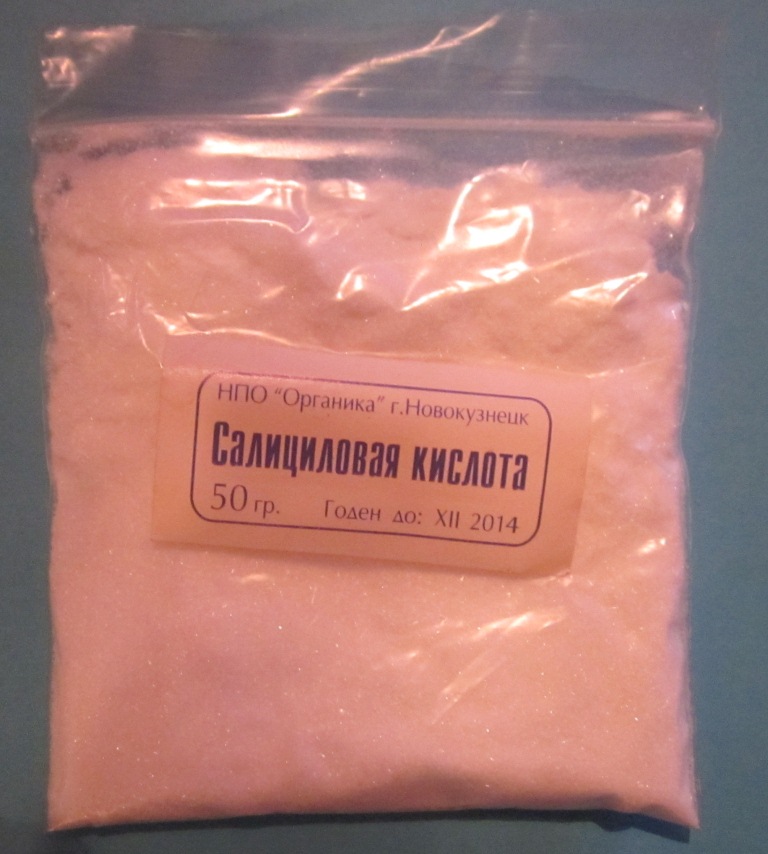 НПО "Органика" г.Новокузнецк
Салициловая кислота
50 гр. Годен до: XII 2014